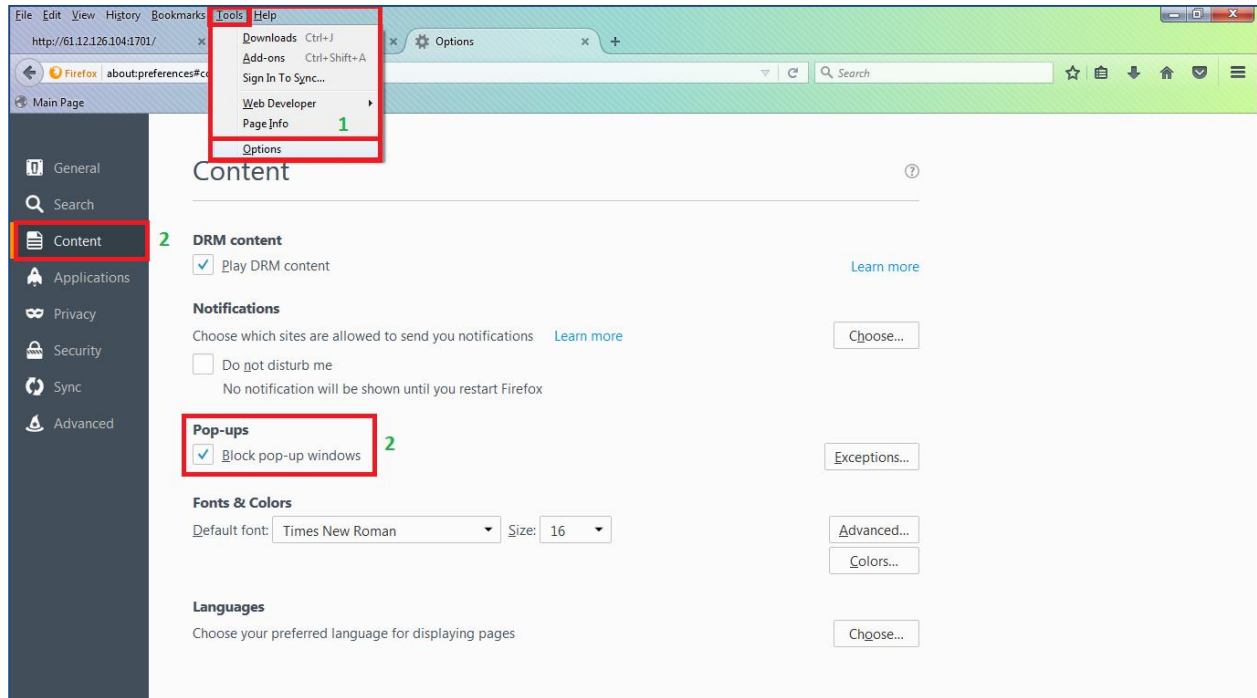 File Edit View History Bookmarks Tools Help
http://61.12.126.104:1701/ Options
Downloads Ctrl+J
Add-ons Ctrl+Shift+A
Sign In To Sync...
Web Developer
Page Info 1
Options
Firefox about:preferences#co Search
Main Page
General
Search
Content 2
Applications
Privacy
Security
Sync
Advanced
Content
DRM content
Play DRM content Learn more
Notifications
Choose which sites are allowed to send you notifications Learn more Choose...
Do not disturb me
No notification will be shown until you restart Firefox
Pop-ups
Block pop-up windows 2 Exceptions...
Fonts & Colors
Default font: Times New Roman Size: 16 Advanced...
Colors...
Languages
Choose your preferred language for displaying pages Choose...